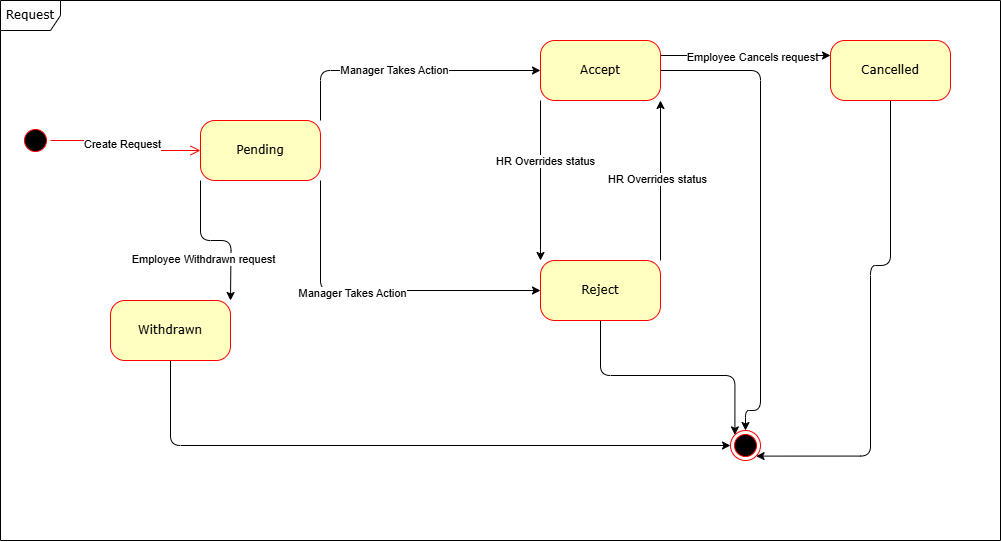 Request
Manager Takes Action
Accept
Employee Cancels request
Cancelled
Create Request
Pending
HR Overrides status
HR Overrides status
Employee Withdrawn request
Manager Takes Action
Reject
Withdrawn